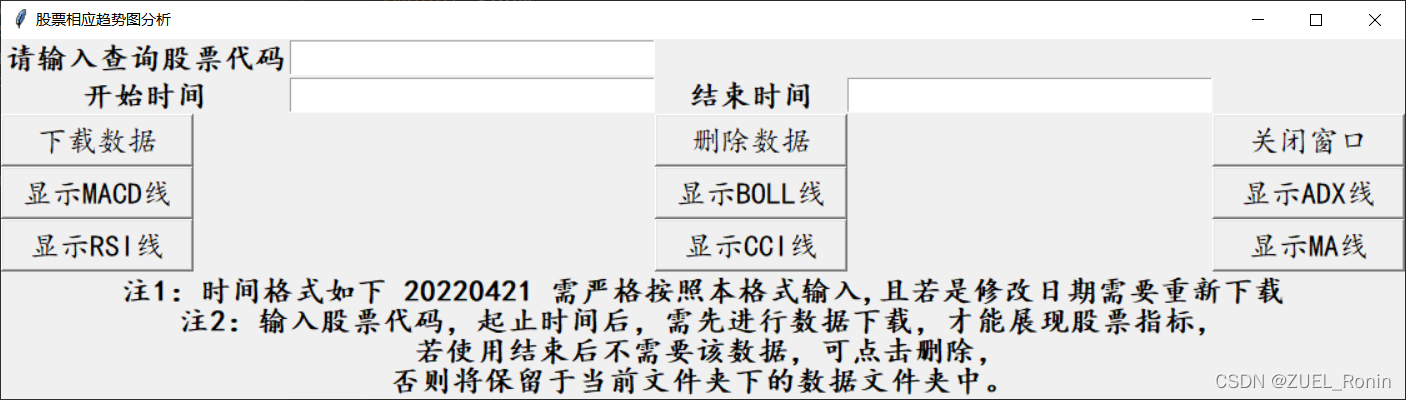 股票相应趋势图分析
请输入查询股票代码
开始时间 结束时间
下载数据 删除数据 关闭窗口
显示MACD线 显示BOLL线 显示ADX线
显示RSI线 显示CCI线 显示MA线
注1：时间格式如下 20220421 需严格按照本格式输入,且若是修改日期需要重新下载
注2：输入股票代码，起止时间后，需先进行数据下载，才能展现股票指标，
若使用结束后不需要该数据，可点击删除，
否则将保留于当前文件夹下的数据文件夹中。
CSDN @ZUEL_Ronin